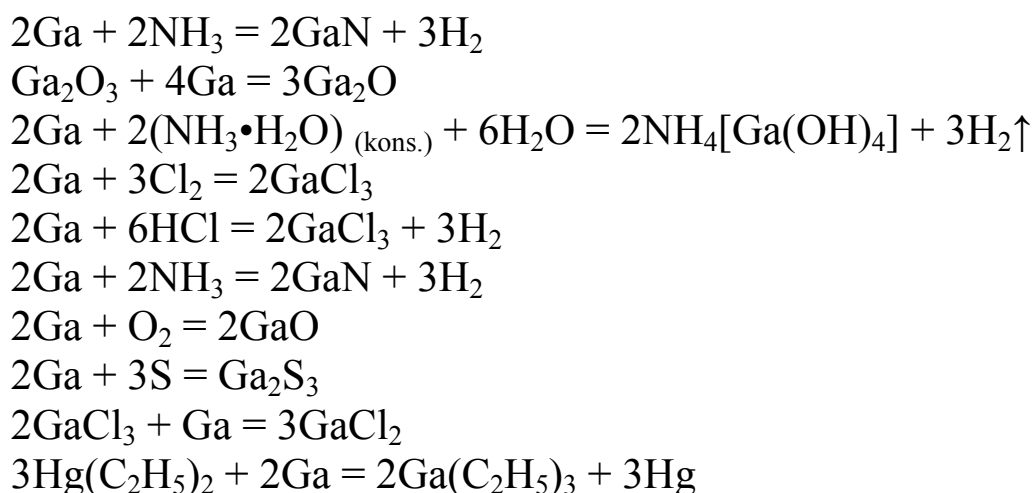 2Ga + 2NH₃ = 2GaN + 3H₂
Ga₂O₃ + 4Ga = 3Ga₂O
2Ga + 2(NH₃•H₂O) (kons.) + 6H₂O = 2NH₄[Ga(OH)₄] + 3H₂↑
2Ga + 3Cl₂ = 2GaCl₃
2Ga + 6HCl = 2GaCl₃ + 3H₂
2Ga + 2NH₃ = 2GaN + 3H₂
2Ga + O₂ = 2GaO
2Ga + 3S = Ga₂S₃
2GaCl₃ + Ga = 3GaCl₂
3Hg(C₂H₅)₂ + 2Ga = 2Ga(C₂H₅)₃ + 3Hg